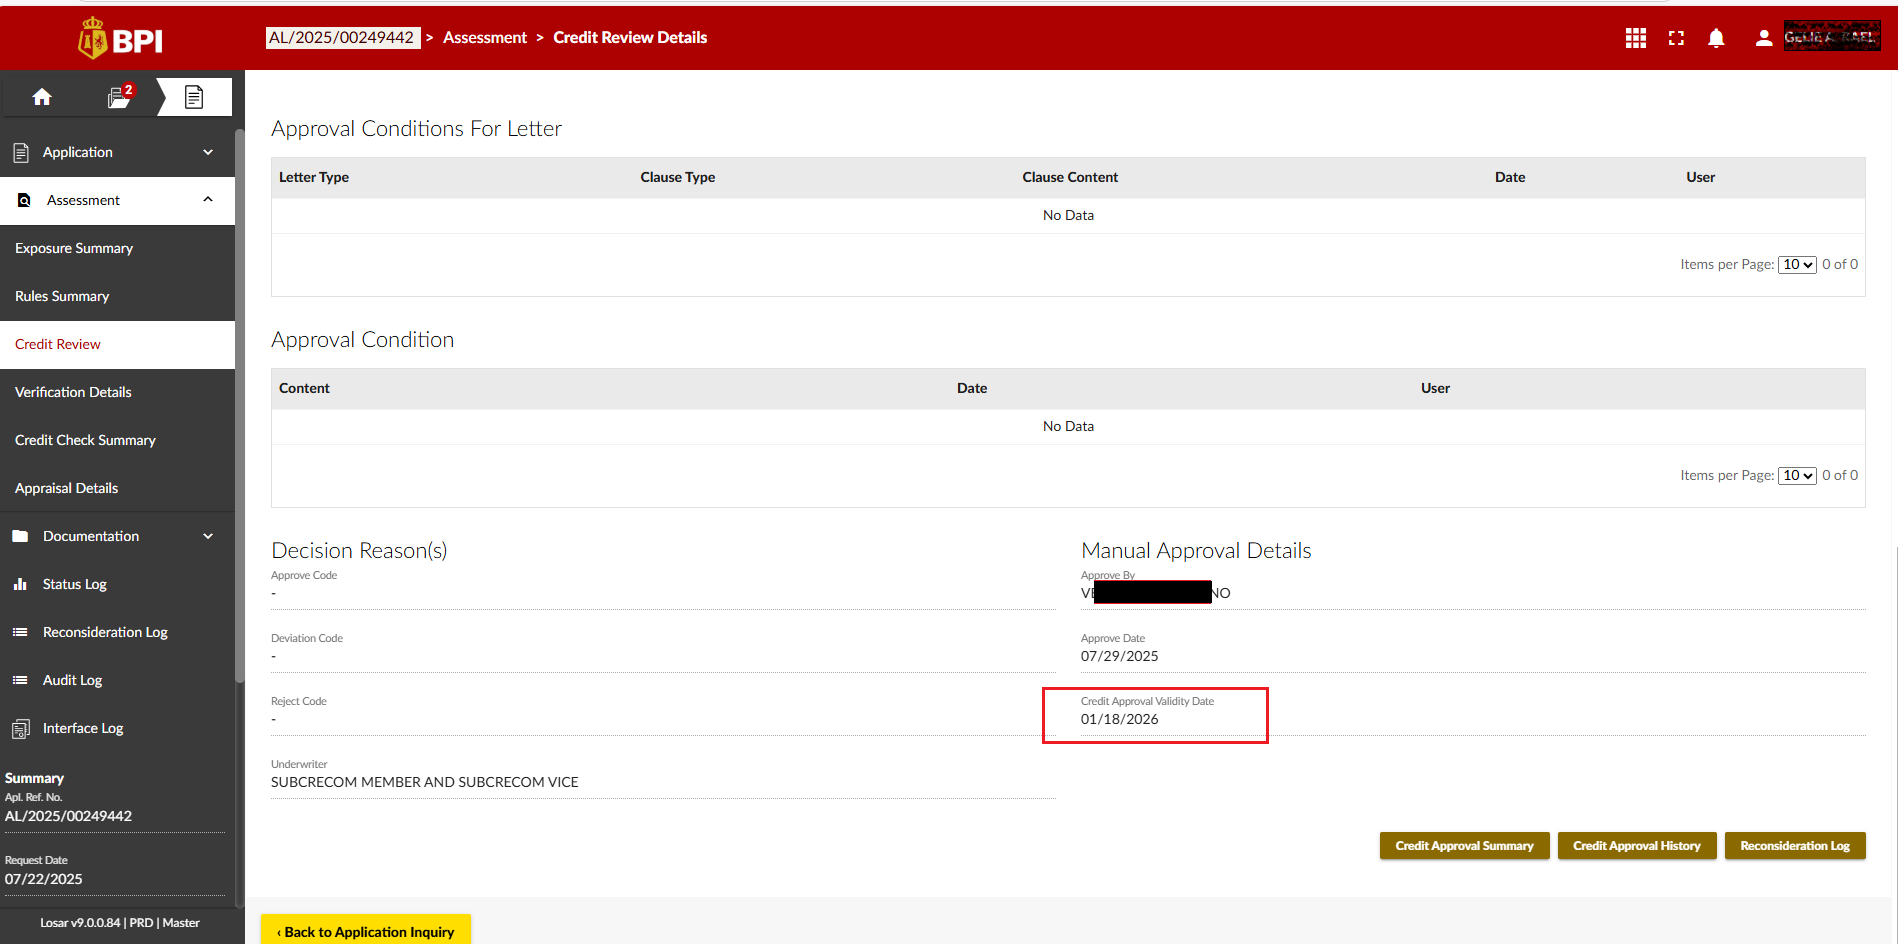 BPI
AL/2025/00249442 > Assessment > Credit Review Details
2
Application
Assessment
Exposure Summary
Rules Summary
Credit Review
Verification Details
Credit Check Summary
Appraisal Details
Documentation
Status Log
Reconsideration Log
Audit Log
Interface Log
Summary
Apl. Ref. No.
AL/2025/00249442
Request Date
07/22/2025
Losar v9.0.0.84 | PRD | Master
Approval Conditions For Letter
Letter Type Clause Type Clause Content Date User
No Data
Items per Page: 10 0 of 0
Approval Condition
Content Date User
No Data
Items per Page: 10 0 of 0
Decision Reason(s)
Approve Code
-
Deviation Code
-
Reject Code
-
Underwriter
SUBCRECOM MEMBER AND SUBCRECOM VICE
Manual Approval Details
Approve By
NO
Approve Date
07/29/2025
Credit Approval Validity Date
01/18/2026
Credit Approval Summary
Credit Approval History
Reconsideration Log
‹ Back to Application Inquiry